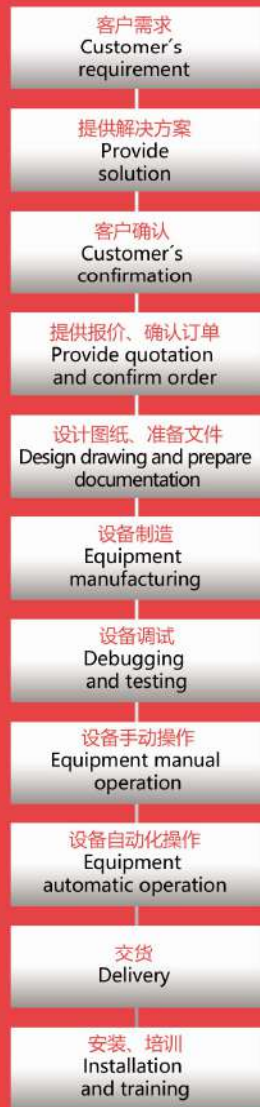 客户需求
Customer´s
requirement
提供解决方案
Provide
solution
客户确认
Customer´s
confirmation
提供报价、确认订单
Provide quotation
and confirm order
设计图纸、准备文件
Design drawing and prepare
documentation
设备制造
Equipment
manufacturing
设备调试
Debugging
and testing
设备手动操作
Equipment manual
operation
设备自动化操作
Equipment
automatic operation
交货
Delivery
安装、培训
Installation
and training